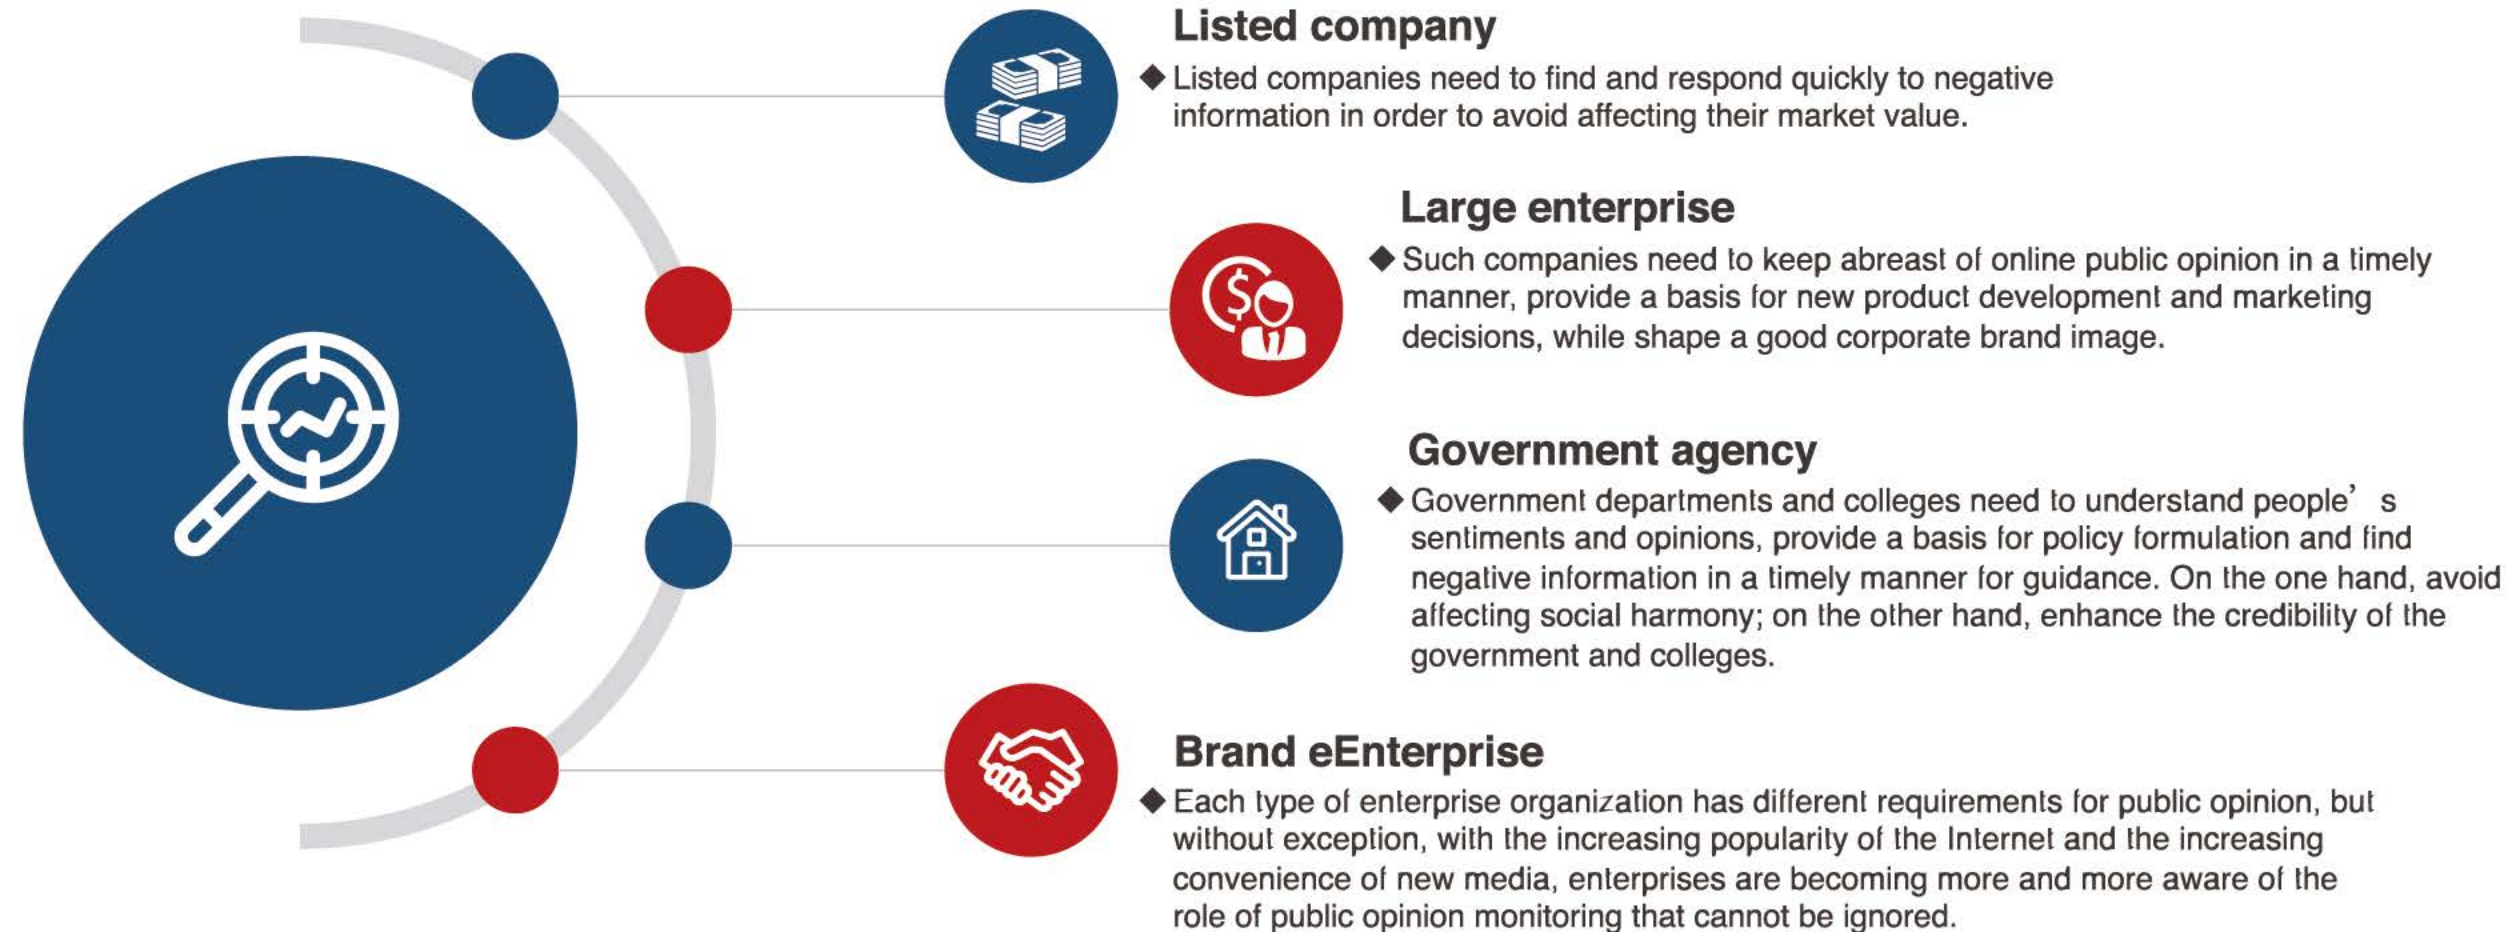 Listed company
◆ Listed companies need to find and respond quickly to negative
information in order to avoid affecting their market value.
Large enterprise
◆ Such companies need to keep abreast of online public opinion in a timely
manner, provide a basis for new product development and marketing
decisions, while shape a good corporate brand image.
Government agency
◆ Government departments and colleges need to understand people’ s
sentiments and opinions, provide a basis for policy formulation and find
negative information in a timely manner for guidance. On the one hand, avoid
affecting social harmony; on the other hand, enhance the credibility of the
government and colleges.
Brand eEnterprise
◆ Each type of enterprise organization has different requirements for public opinion, but
without exception, with the increasing popularity of the Internet and the increasing
convenience of new media, enterprises are becoming more and more aware of the
role of public opinion monitoring that cannot be ignored.